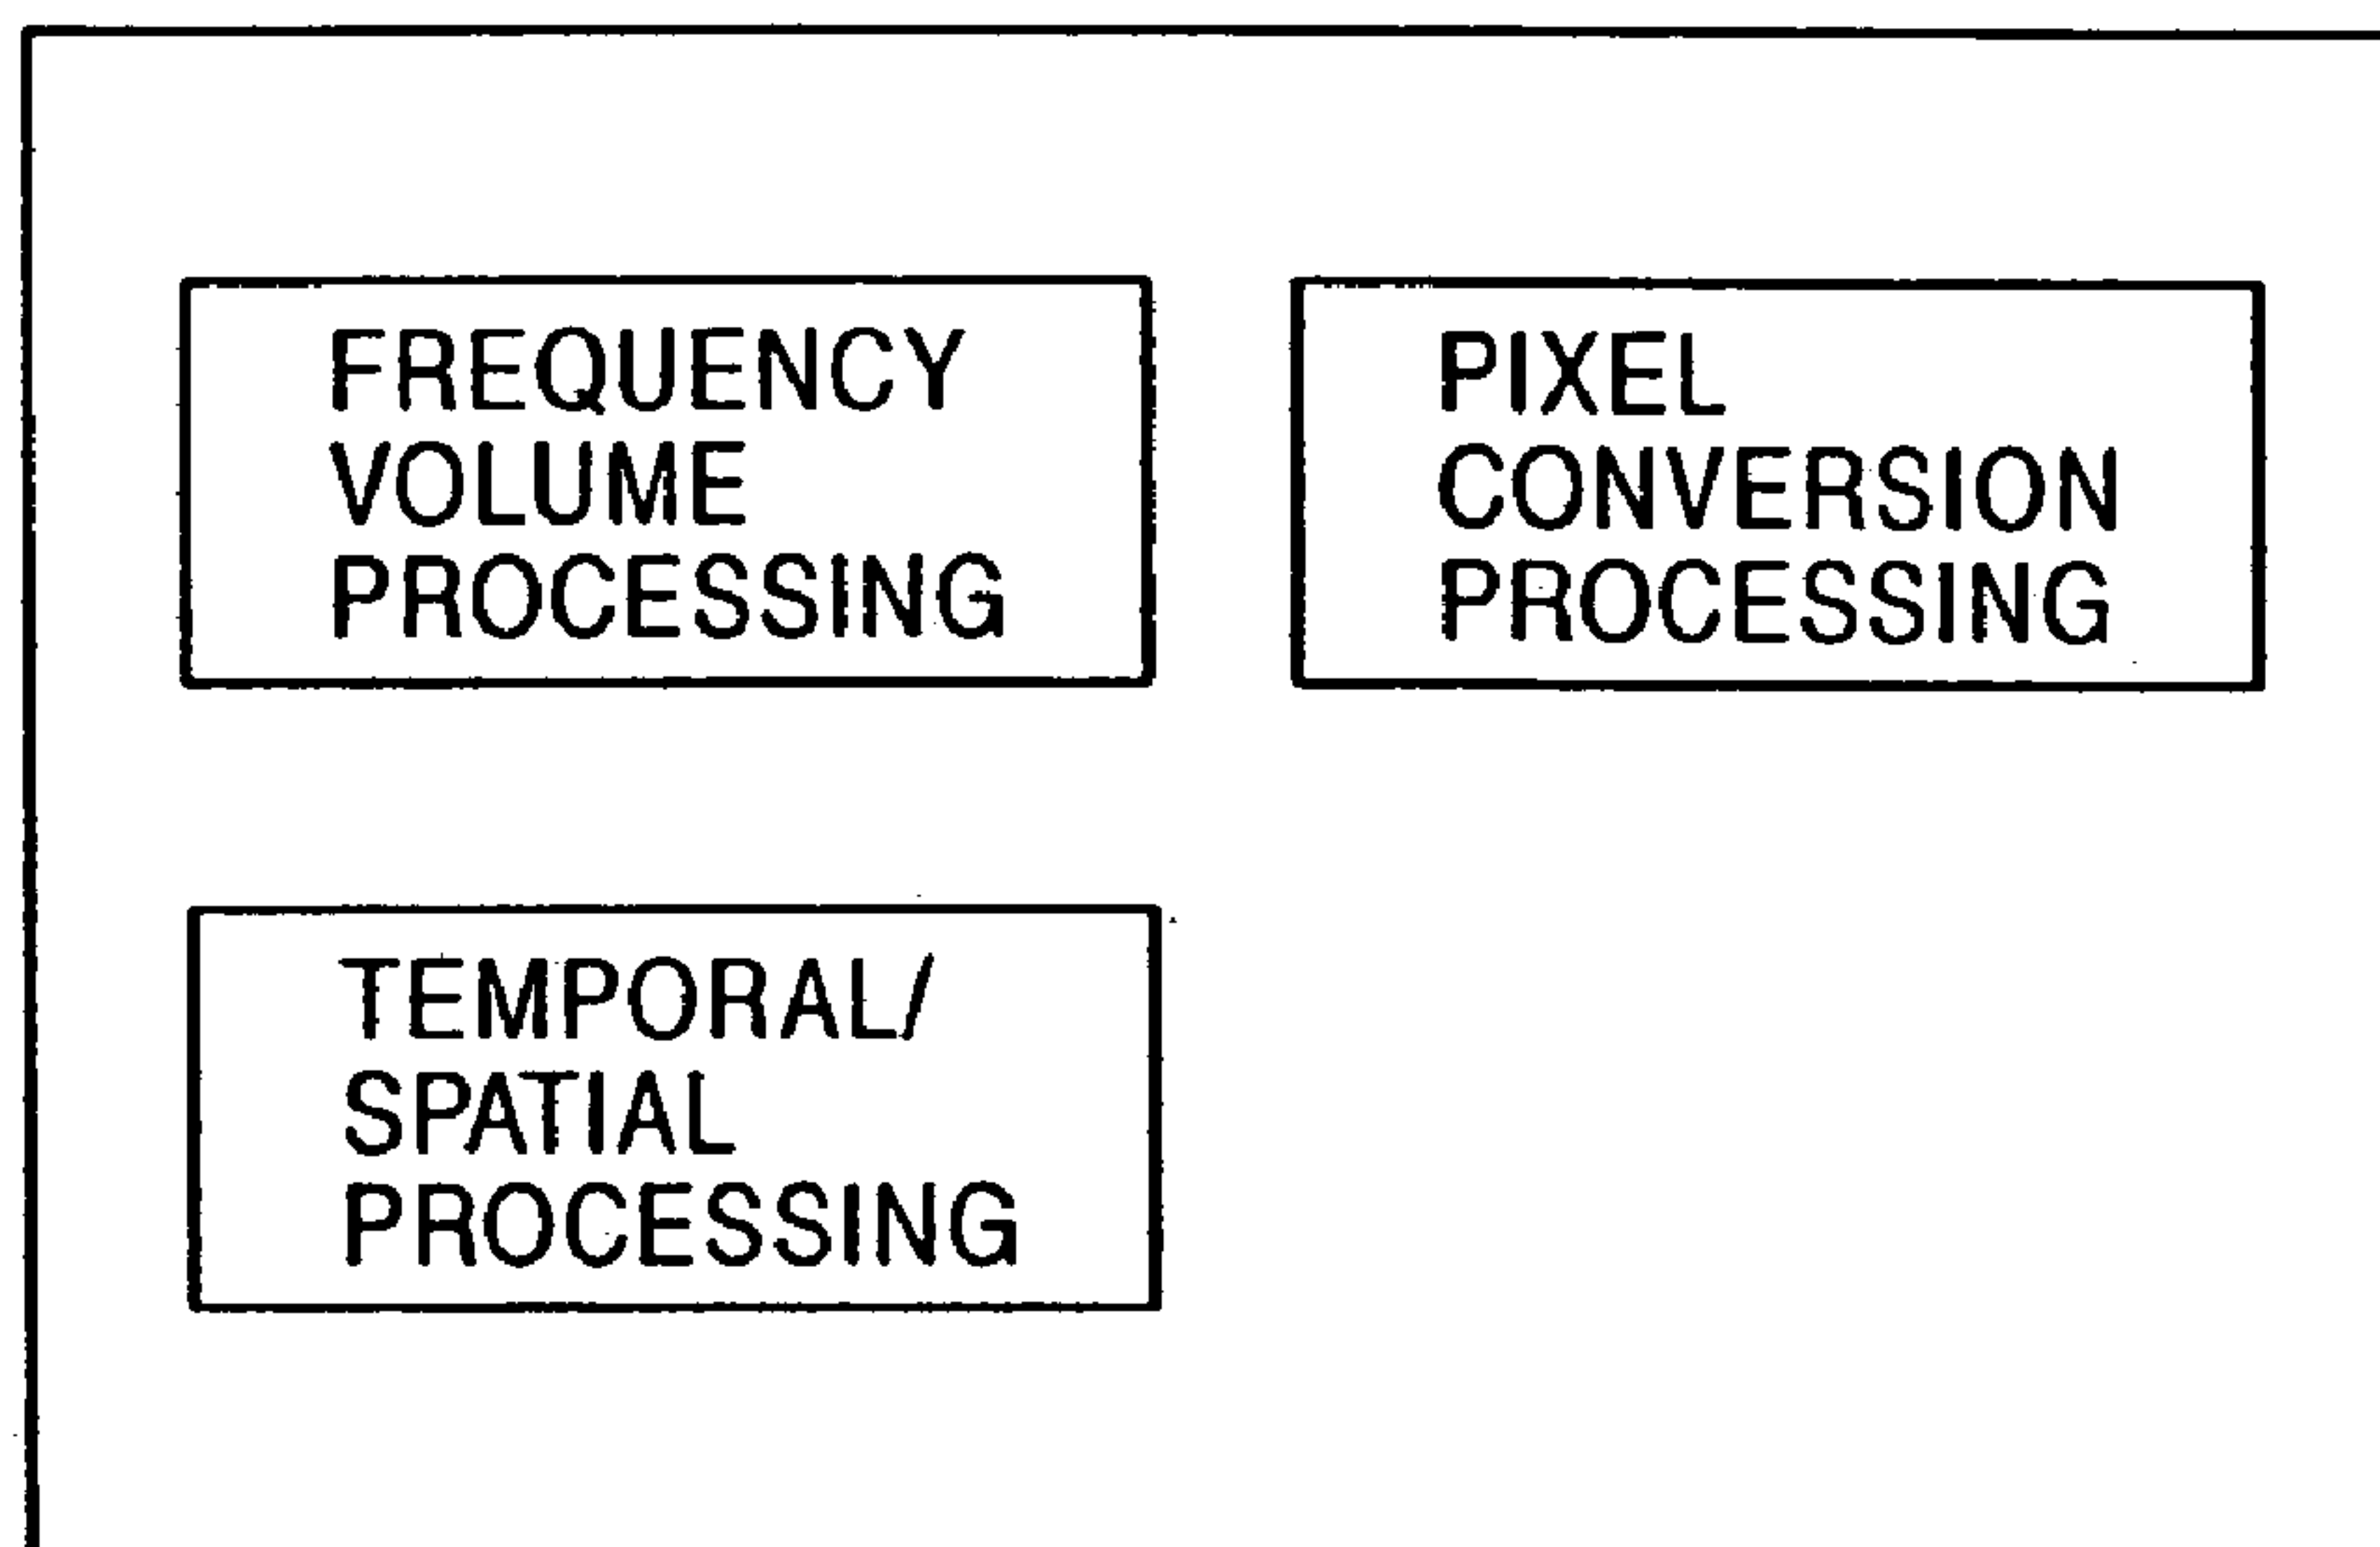 FREQUENCY
VOLUME
PROCESSING
PIXEL
CONVERSION
PROCESSING
TEMPORAL/
SPATIAL
PROCESSING